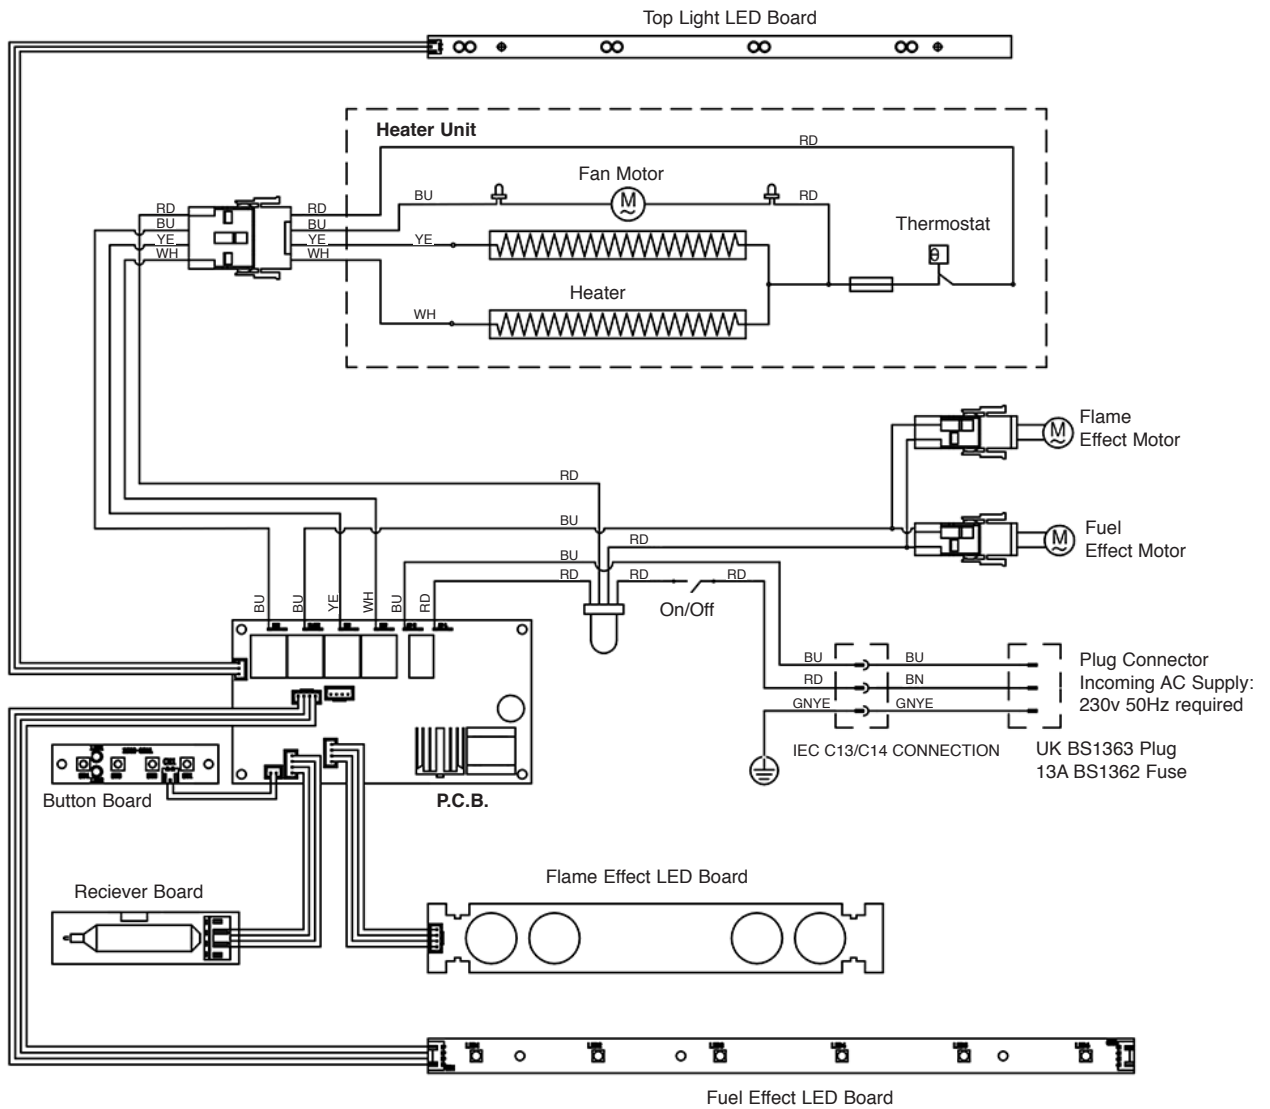 Top Light LED Board
Heater Unit
RD
Fan Motor
BU
RD
RD
BU
YE
WH
RD
BU
YE
WH
YE
Thermostat
θ
M
~
Heater
WH
Flame
Effect Motor
M
~
RD
BU
RD
Fuel
Effect Motor
M
~
BU
RD
RD
RD
On/Off
BU
BU
YE
WH
BU
RD
BU
BU
RD
BN
GNYE
GNYE
Plug Connector
Incoming AC Supply:
230v 50Hz required
IEC C13/C14 CONNECTION
UK BS1363 Plug
13A BS1362 Fuse
Button Board
P.C.B.
Reciever Board
Flame Effect LED Board
Fuel Effect LED Board